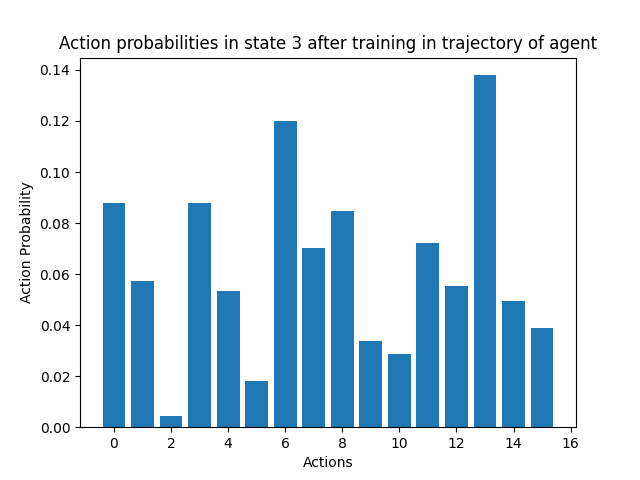 Action probabilities in state 3 after training in trajectory of agent
0.14
0.12
0.10
0.08
0.06
0.04
0.02
0.00
Action Probability
0 2 4 6 8 10 12 14 16
Actions